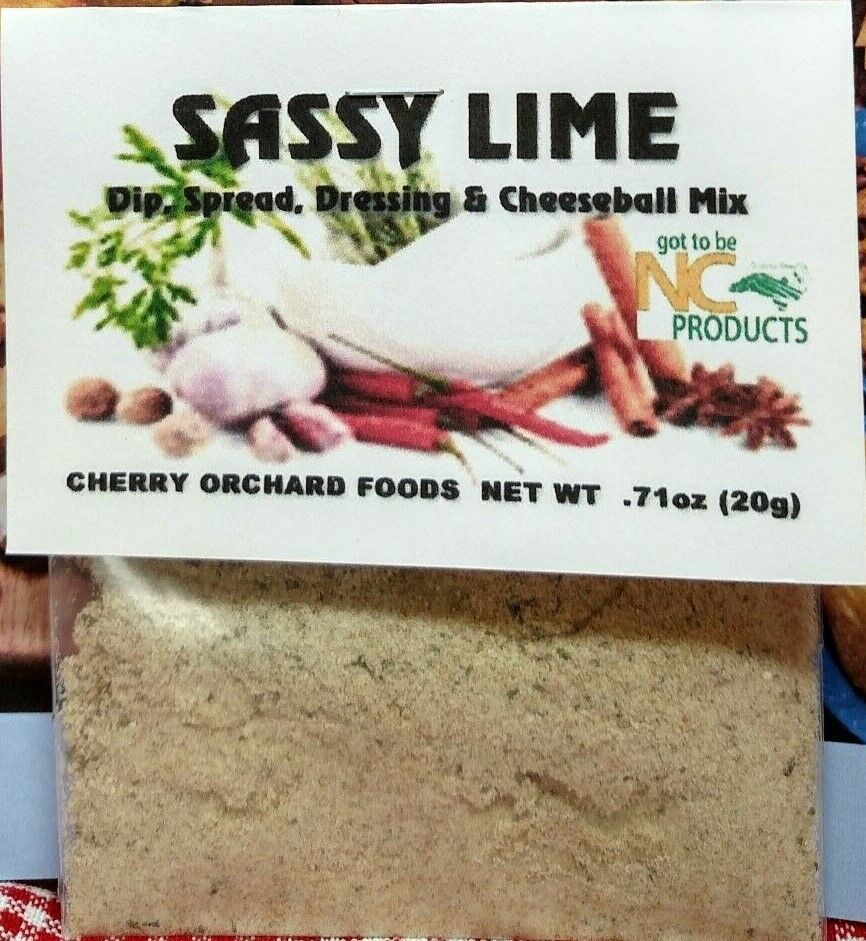 SASSY LIME
Dip, Spread, Dressing & Cheeseball Mix
got to be
NC
PRODUCTS
CHERRY ORCHARD FOODS NET WT .71oz (20g)